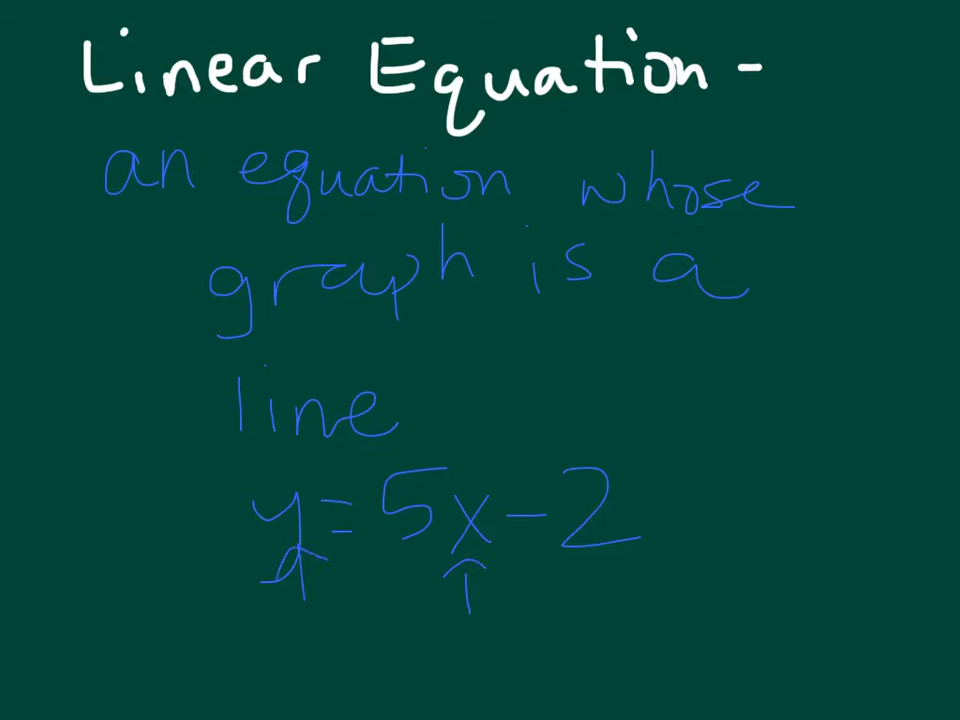 Linear Equation -
an equation whose
graph is a
line
y = 5x - 2